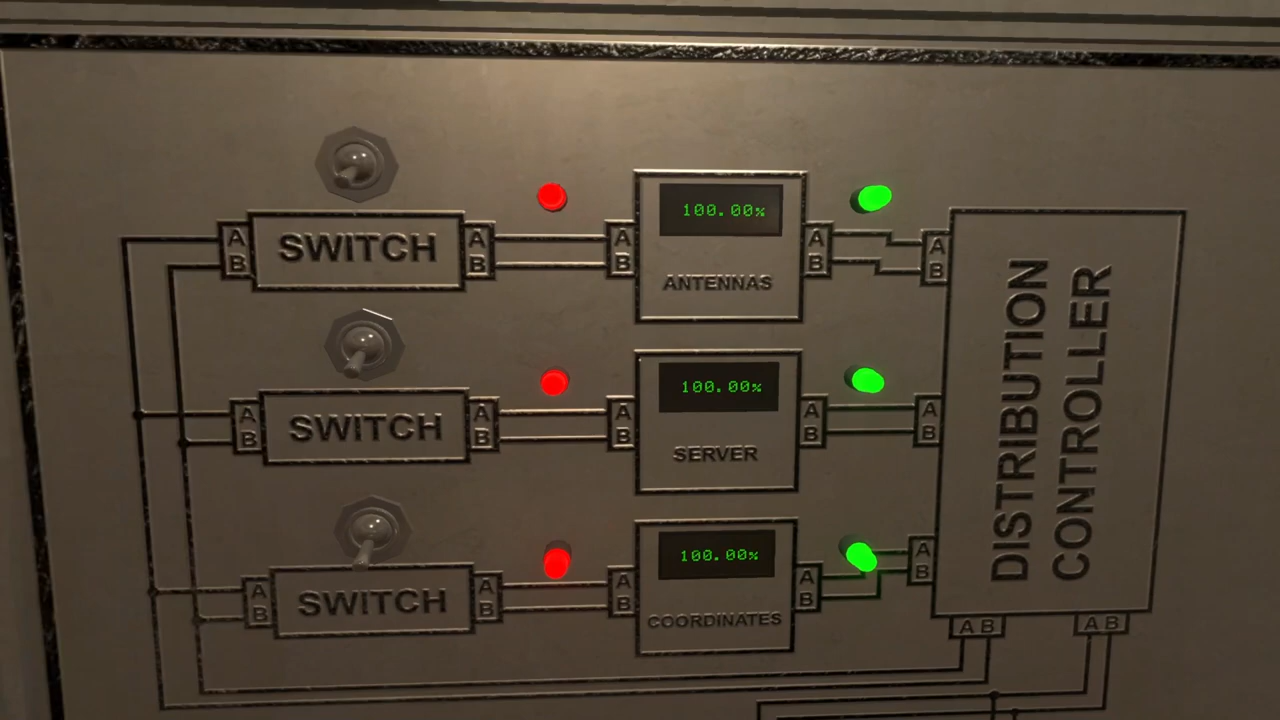 100.00%
A
SWITCH
A
A
A
A
B
B
B
B
B
ANTENNAS
DISTRIBUTION
CONTROLLER
100.00%
A
SWITCH
A
A
A
A
B
B
B
B
B
SERVER
100.00%
A
SWITCH
A
A
A
A
B
B
B
B
B
COORDINATES
A B
A B